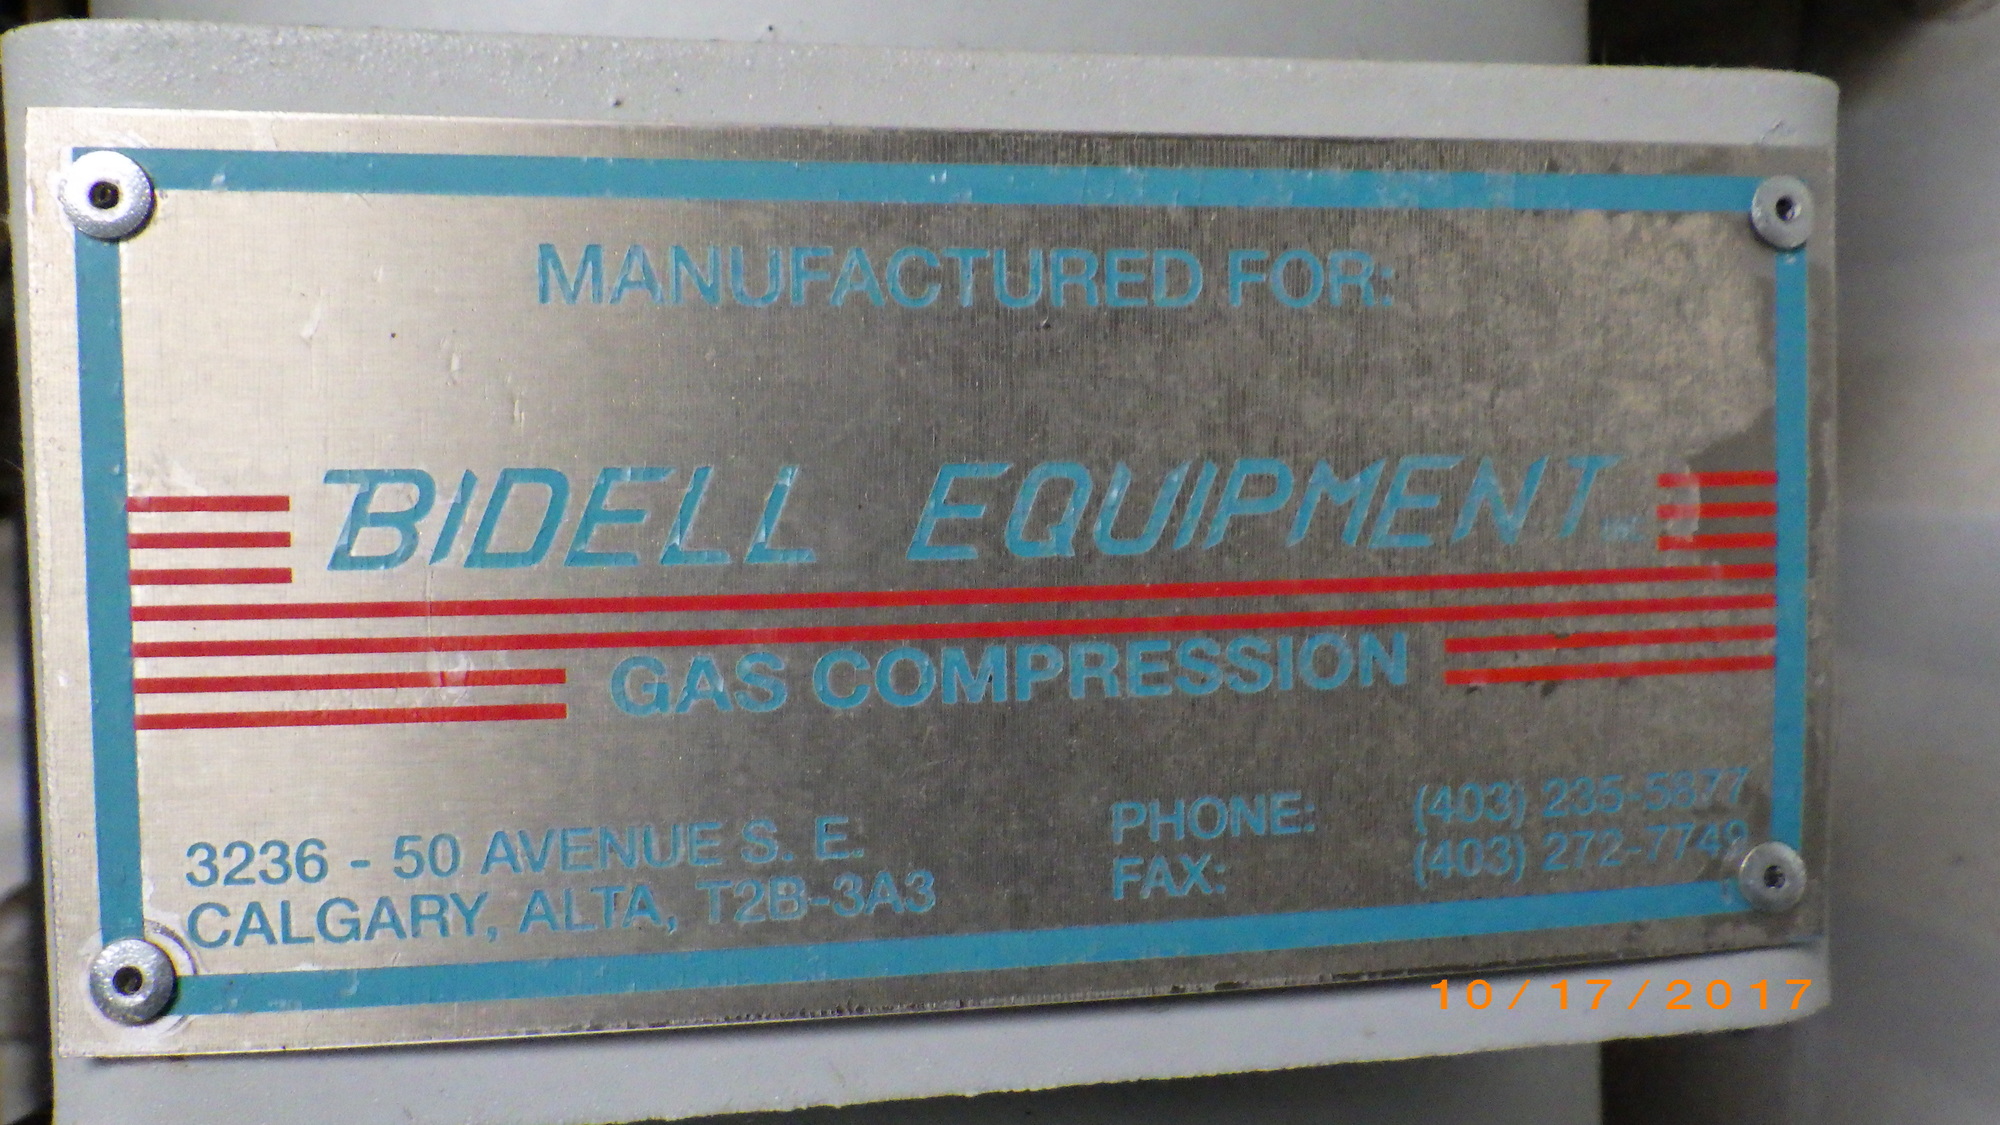 MANUFACTURED FOR:
BIDELL EQUIPMENT INC.
GAS COMPRESSION
3236 - 50 AVENUE S. E.
CALGARY, ALTA, T2B-3A3
PHONE: (403) 235-5877
FAX: (403) 272-7749
10/17/2017